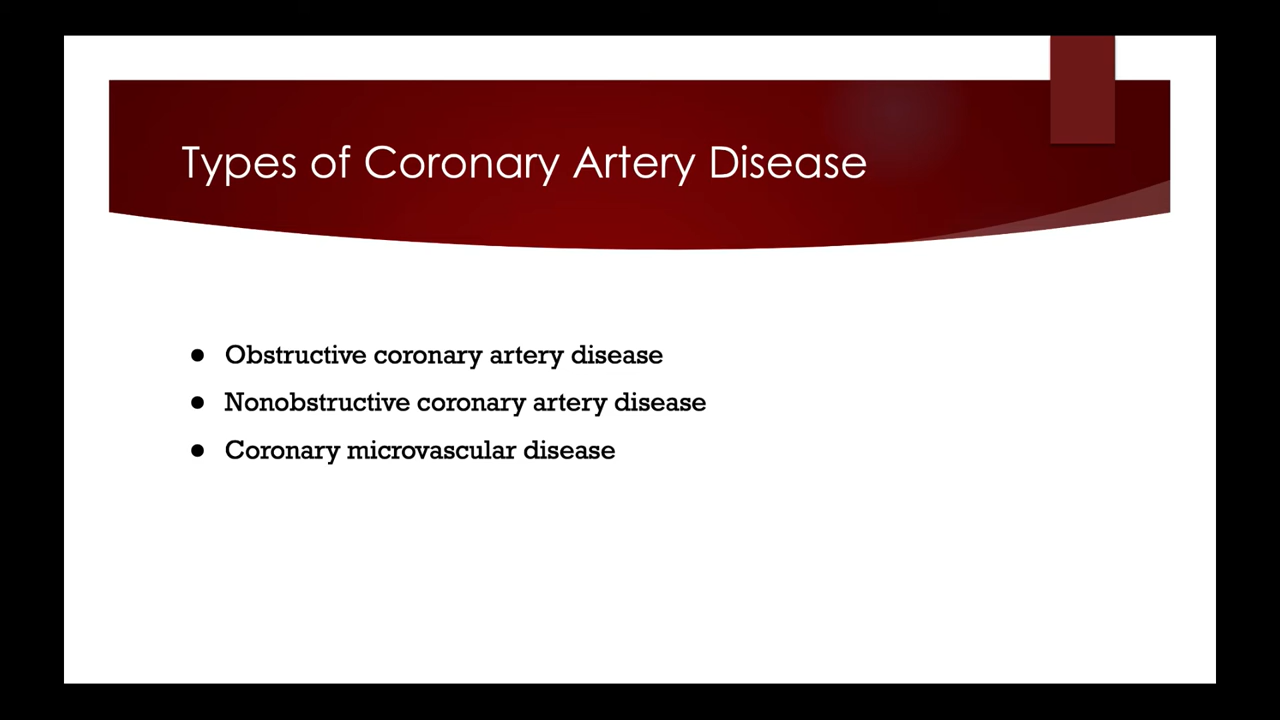 Types of Coronary Artery Disease
● Obstructive coronary artery disease
● Nonobstructive coronary artery disease
● Coronary microvascular disease